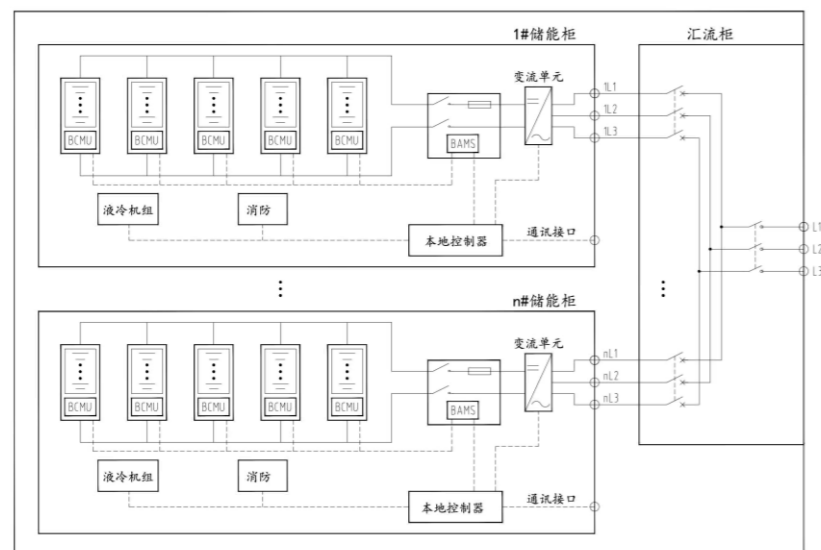 1#储能柜
汇流柜
变流单元
1L1
1L2
1L3
BCMU BCMU BCMU BCMU BCMU
BAMS
液冷机组
消防
本地控制器
通讯接口
L1
L2
L3
n#储能柜
变流单元
nL1
nL2
nL3
BCMU BCMU BCMU BCMU BCMU
BAMS
液冷机组
消防
本地控制器
通讯接口